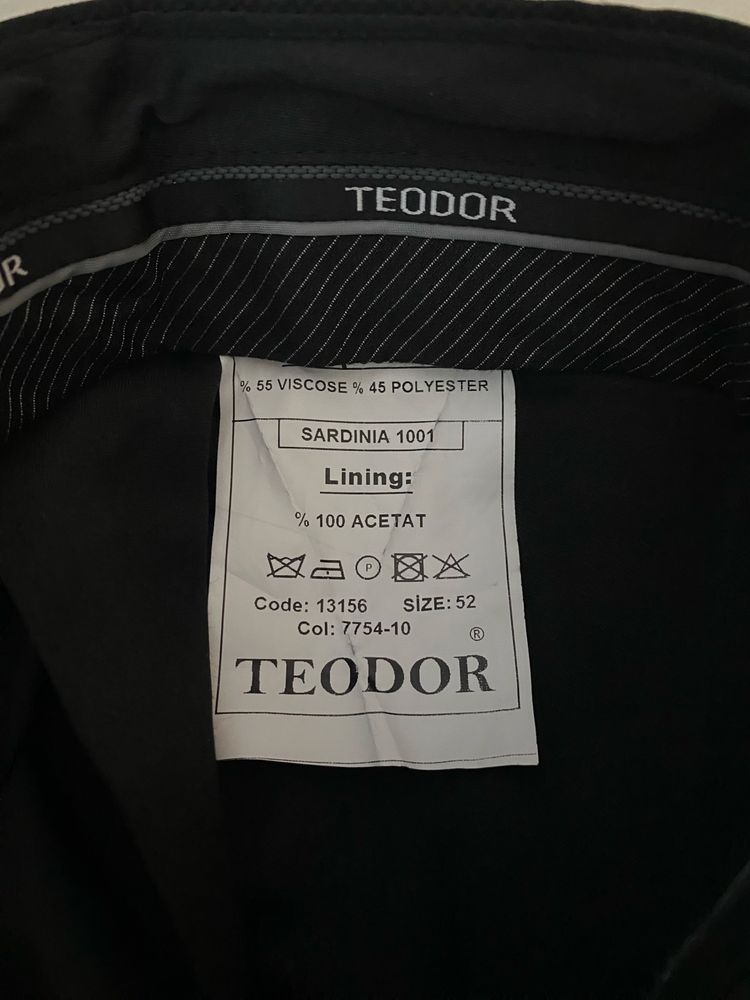 TEODOR
OR
% 55 VISCOSE % 45 POLYESTER
SARDINIA 1001
Lining:
% 100 ACETAT
P
Code: 13156 SİZE: 52
Col: 7754-10
®
TEODOR